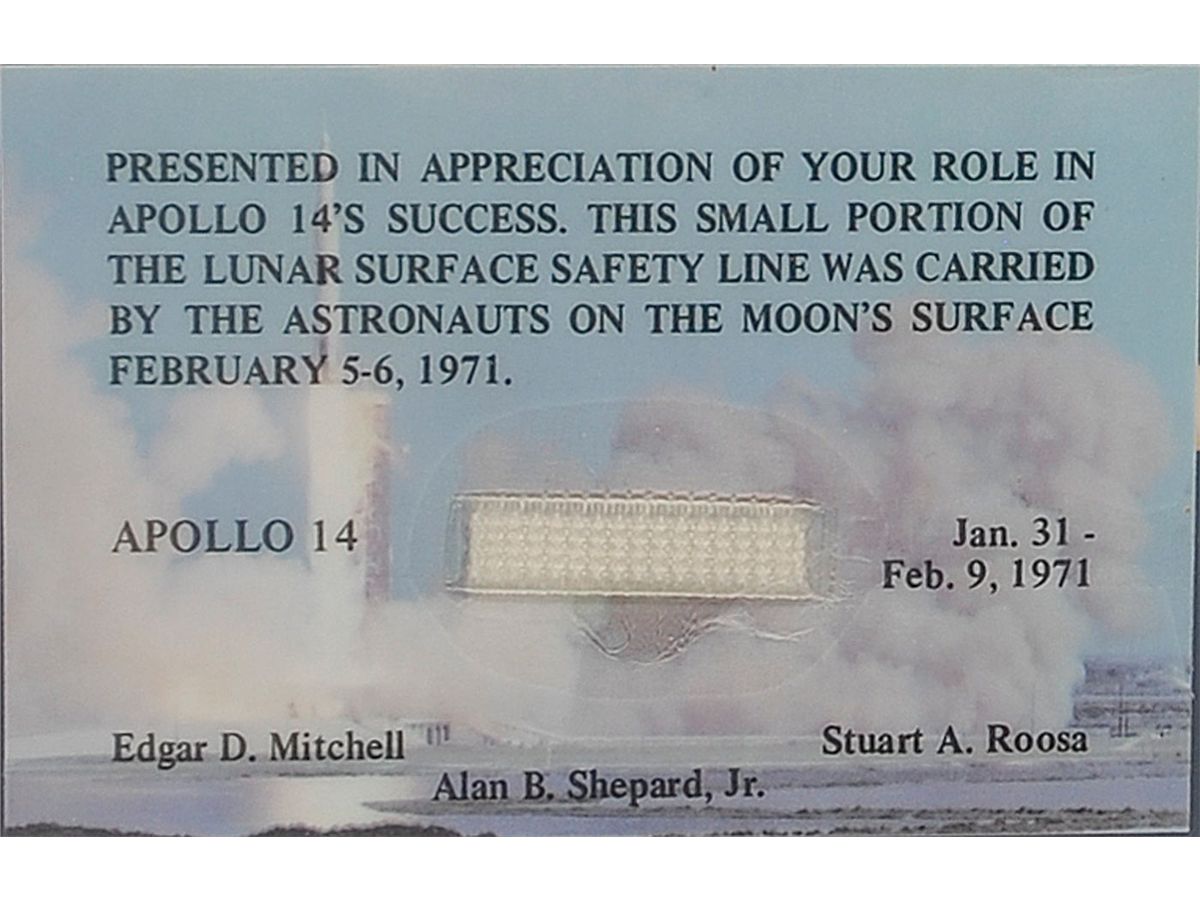 PRESENTED IN APPRECIATION OF YOUR ROLE IN
APOLLO 14'S SUCCESS. THIS SMALL PORTION OF
THE LUNAR SURFACE SAFETY LINE WAS CARRIED
BY THE ASTRONAUTS ON THE MOON'S SURFACE
FEBRUARY 5-6, 1971.
APOLLO 14
Jan. 31 -
Feb. 9, 1971
Edgar D. Mitchell
Stuart A. Roosa
Alan B. Shepard, Jr.